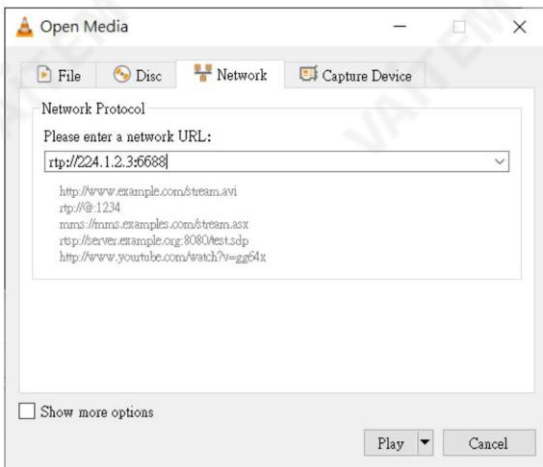 Open Media
File Disc Network Capture Device
Network Protocol
Please enter a network URL:
rtp://224.1.2.3:6688
http://www.example.com/stream.avi
rtp://@:1234
mms://mms.examples.com/stream.asx
rtsp://server.example.org:8080/test.sdp
http://www.yourtube.com/watch?v=gg64x
Show more options
Play Cancel
VAITEM